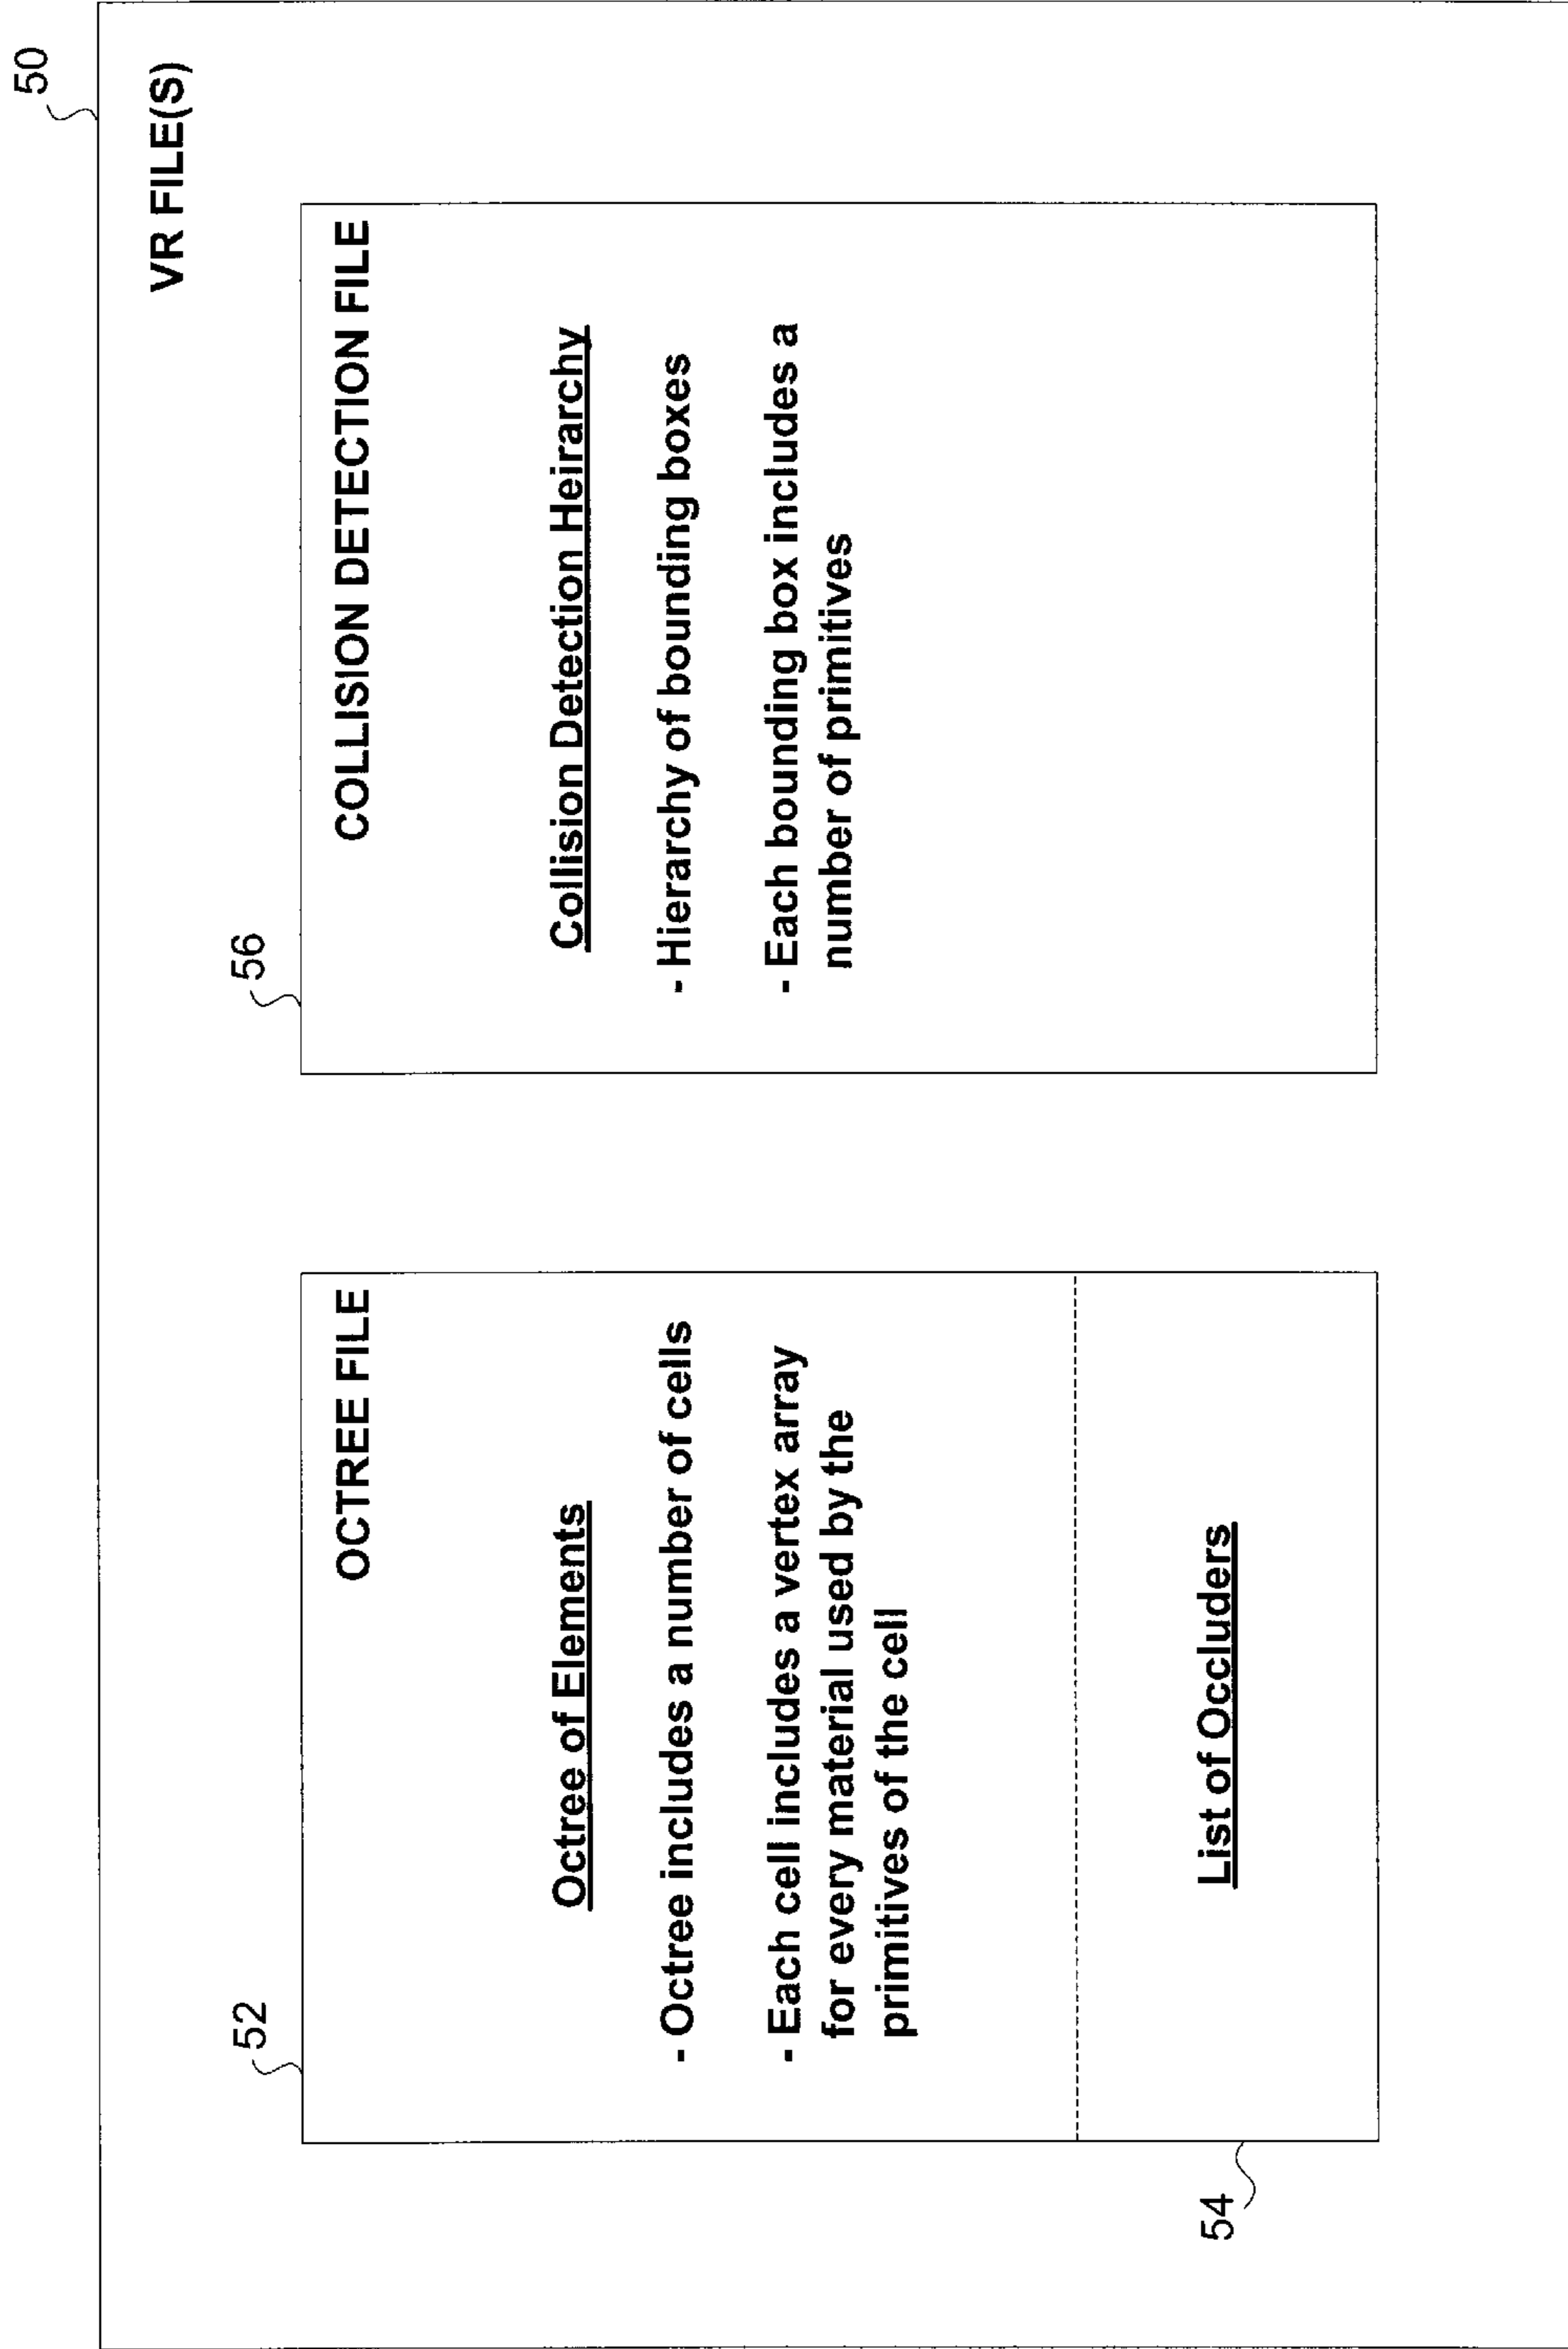 50
VR FILE(S)
52
OCTREE FILE
Octree of Elements
- Octree includes a number of cells
- Each cell includes a vertex array
for every material used by the
primitives of the cell
54
List of Occluders
56
COLLISION DETECTION FILE
Collision Detection Heirarchy
- Hierarchy of bounding boxes
- Each bounding box includes a
number of primitives